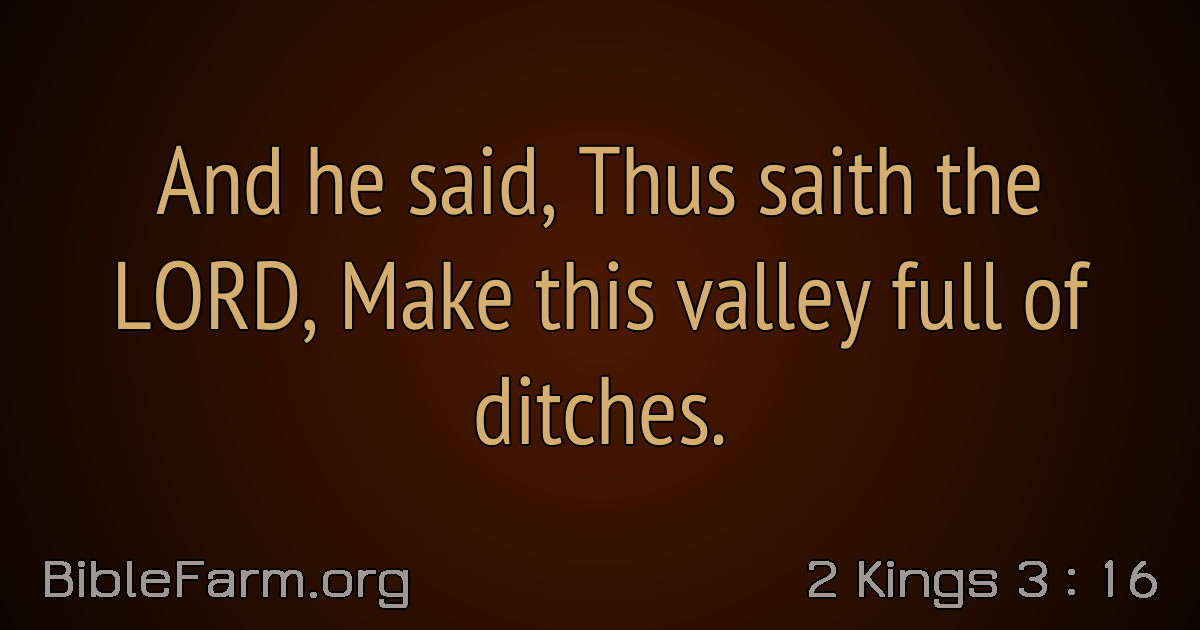 And he said, Thus saith the
LORD, Make this valley full of
ditches.
BibleFarm.org
2 Kings 3 : 16